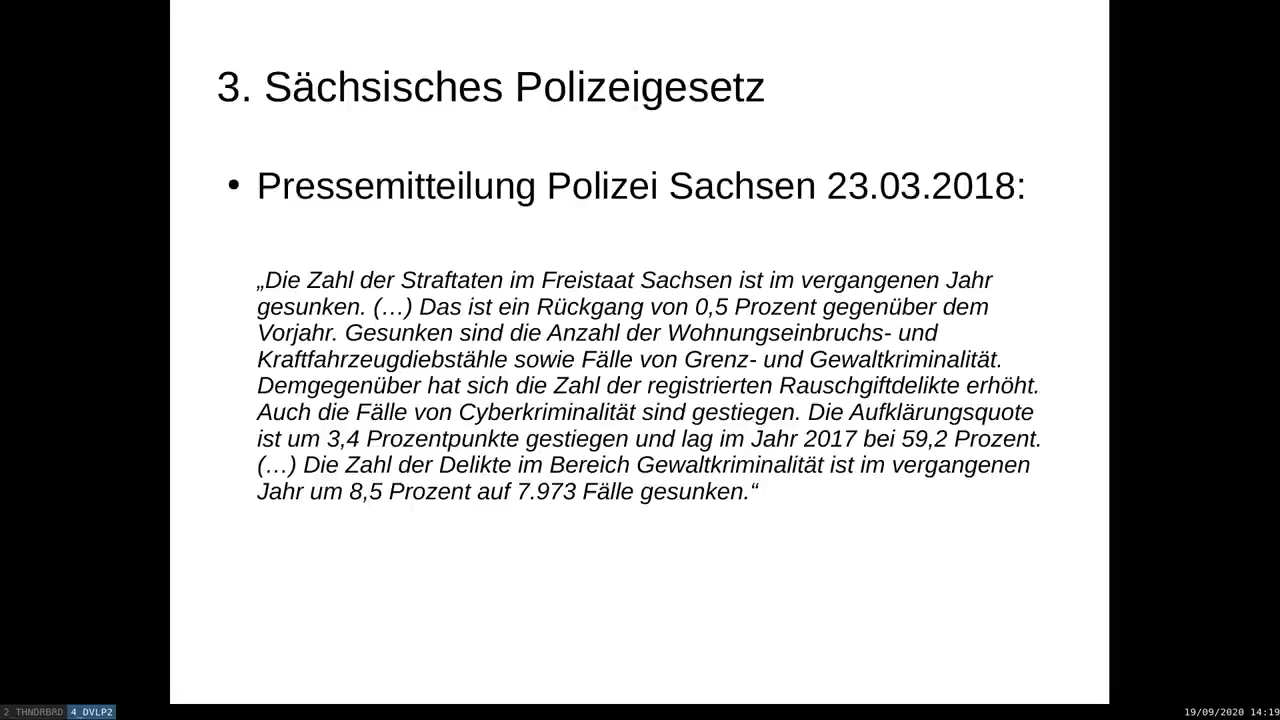 3. Sächsisches Polizeigesetz
• Pressemitteilung Polizei Sachsen 23.03.2018:
„Die Zahl der Straftaten im Freistaat Sachsen ist im vergangenen Jahr
gesunken. (…) Das ist ein Rückgang von 0,5 Prozent gegenüber dem
Vorjahr. Gesunken sind die Anzahl der Wohnungseinbruchs- und
Kraftfahrzeugdiebstähle sowie Fälle von Grenz- und Gewaltkriminalität.
Demgegenüber hat sich die Zahl der registrierten Rauschgiftdelikte erhöht.
Auch die Fälle von Cyberkriminalität sind gestiegen. Die Aufklärungsquote
ist um 3,4 Prozentpunkte gestiegen und lag im Jahr 2017 bei 59,2 Prozent.
(…) Die Zahl der Delikte im Bereich Gewaltkriminalität ist im vergangenen
Jahr um 8,5 Prozent auf 7.973 Fälle gesunken.“
2 THNDRBRD 4 DVLP2
19/09/2020 14:19